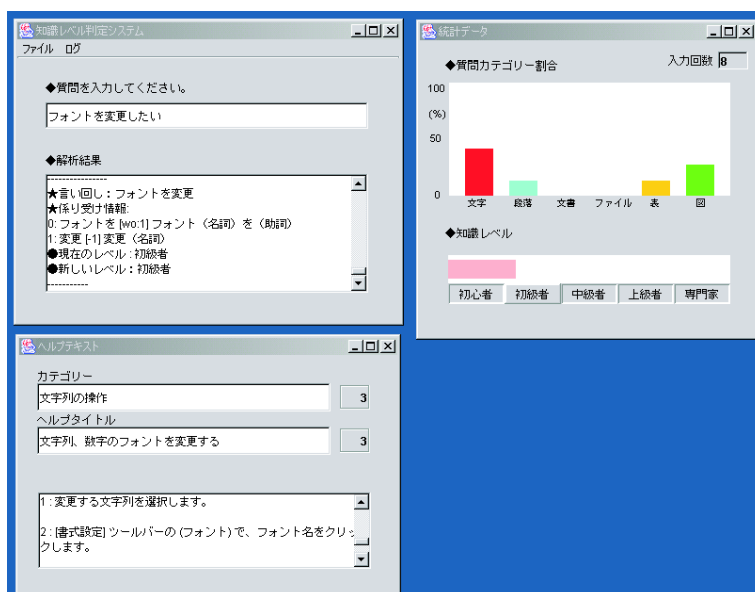 知識レベル判定システム
ファイル ログ
◆質問を入力してください。
フォントを変更したい
◆解析結果
----------------
★言い回し：フォントを変更
★係り受け情報:
0: フォントを [wo:1] フォント（名詞）を（助詞）
1: 変更 [-1] 変更（名詞）
●現在のレベル : 初級者
●新しいレベル：初級者
-----------
統計データ
◆質問カテゴリー割合
入力回数 8
100
(%)
50
0
文字 段落 文書 ファイル 表 図
◆知識レベル
初心者 初級者 中級者 上級者 専門家
ヘルプテキスト
カテゴリー
文字列の操作 3
ヘルプタイトル
文字列、数字のフォントを変更する 3
1 : 変更する文字列を選択します。
2 : [書式設定] ツールバーの (フォント) で、フォント名をクリッ
クします。